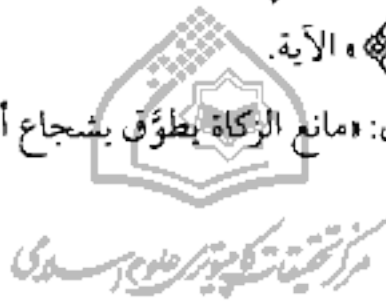 ﴾ » الآية.
: «مانع الزكاة يطوَّق بشجاع أ
مرکز تحقیقات کامپیوتری علوم اسلامی